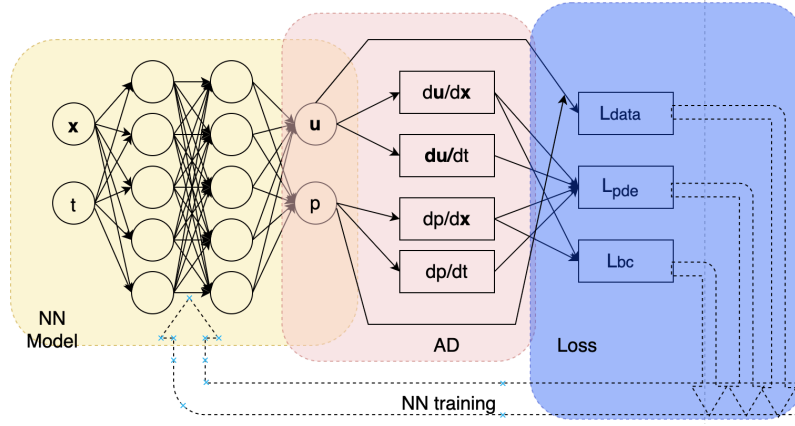 x
t
u
p
du/dx
du/dt
dp/dx
dp/dt
Ldata
Lpde
Lbc
NN
Model
AD
Loss
NN training